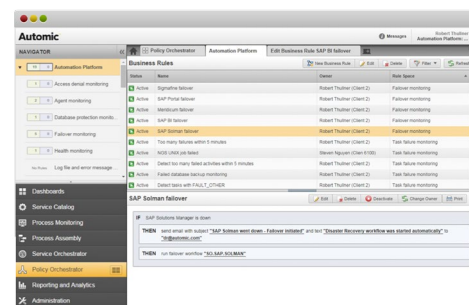 Automic
Messages
Robert Thullner
Automation Platform: ...
NAVIGATOR
Policy Orchestrator
Automation Platform
Edit Business Rule SAP BI failover
Automation Platform
Access denial monitoring
Agent monitoring
Database protection monito...
Failover monitoring
Health monitoring
Log file and error message...
Business Rules
New Business Rule
Edit
Delete
Filter
Refresh
Status
Name
Owner
Rule Space
Active
Signatline failover
Robert Thullner (Client 2)
Failover monitoring
Active
SAP Portal failover
Robert Thullner (Client 2)
Failover monitoring
Active
Meridicum failover
Robert Thullner (Client 2)
Failover monitoring
Active
SAP BI failover
Robert Thullner (Client 2)
Failover monitoring
Active
SAP Solman failover
Robert Thullner (Client 2)
Failover monitoring
Active
Too many failures within 5 minutes
Robert Thullner (Client 2)
Task failure monitoring
Active
NGS UNIX job failed
Steven Nguyen (Clien 6100)
Task failure monitoring
Active
Detect too many failed activities within 5 minutes
Robert Thullner (Client 2)
Task failure monitoring
Active
Failed database backup monitoring
Robert Thullner (Client 2)
Task failure monitoring
Active
Detect tasks with FAULT_OTHER
Robert Thullner (Client 2)
Task failure monitoring
Dashboards
Service Catalog
Process Monitoring
Process Assembly
Service Orchestrator
Policy Orchestrator
Reporting and Analytics
Administration
SAP Solman failover
Edit
Delete
Deactivate
Change Owner
Print
IF SAP Solutions Manager is down
THEN send email with subject "SAP Solman went down - Failover initiated" and text "Disaster Recovery workflow was started automatically" to
THEN run failover workflow "SO.SAP.SOLMAN"